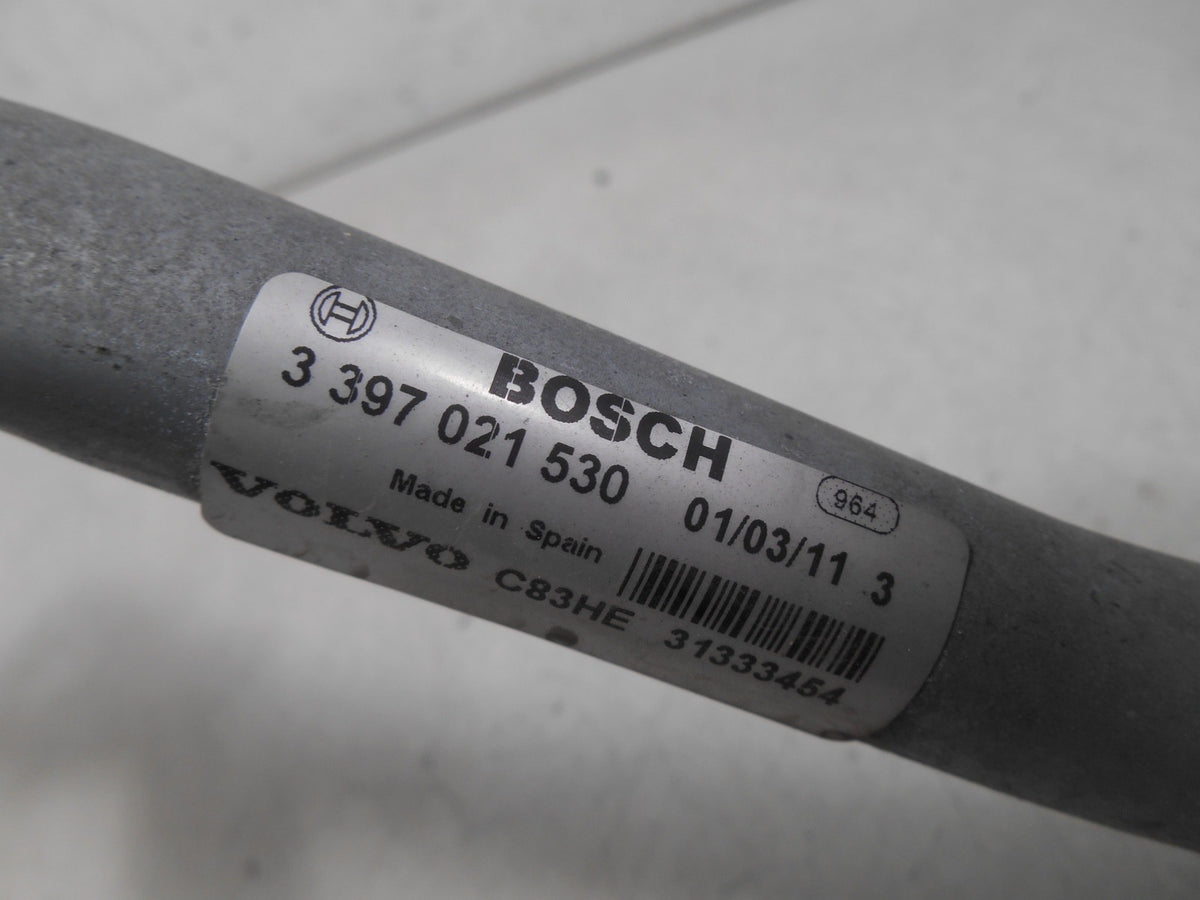 BOSCH
3 397 021 530 01/03/11 3
964
Made in Spain
VOLVO C83HE 31333454